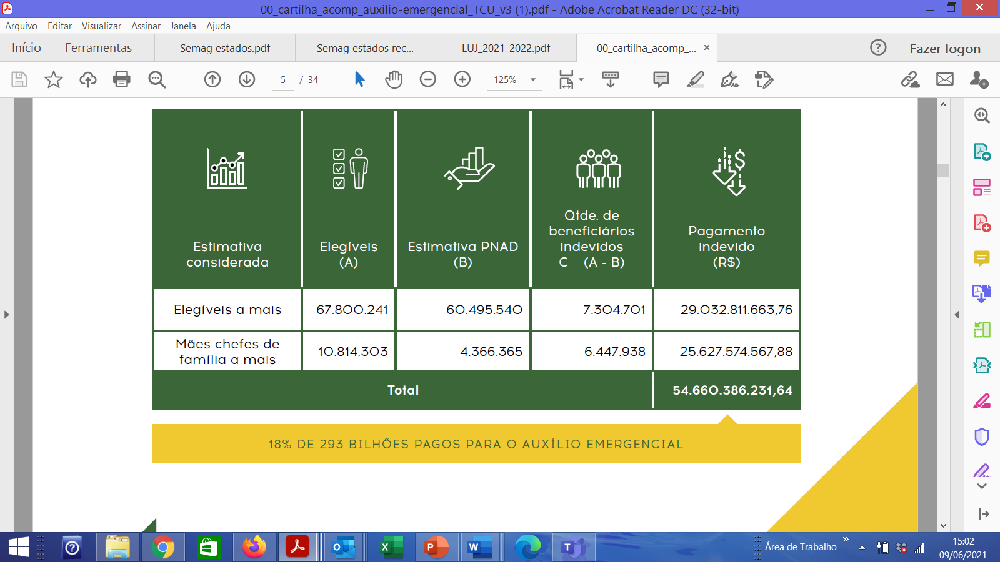 00_cartilha_acomp_auxilio-emergencial_TCU_v3 (1).pdf - Adobe Acrobat Reader DC (32-bit)
Arquivo Editar Visualizar Assinar Janela Ajuda
Início Ferramentas Semag estados.pdf Semag estados rec... LUJ_2021-2022.pdf 00_cartilha_acomp_... × Fazer logon
5 / 34 125%
Estimativa
considerada
Elegíveis
(A)
Estimativa PNAD
(B)
Qtde. de
beneficiários
indevidos
C = (A - B)
Pagamento
indevido
(R$)
Elegíveis a mais 67.800.241 60.495.540 7.304.701 29.032.811.663,76
Mães chefes de
família a mais
10.814.303 4.366.365 6.447.938 25.627.574.567,88
Total 54.660.386.231,64
18% DE 293 BILHÕES PAGOS PARA O AUXÍLIO EMERGENCIAL
Área de Trabalho
15:02
09/06/2021